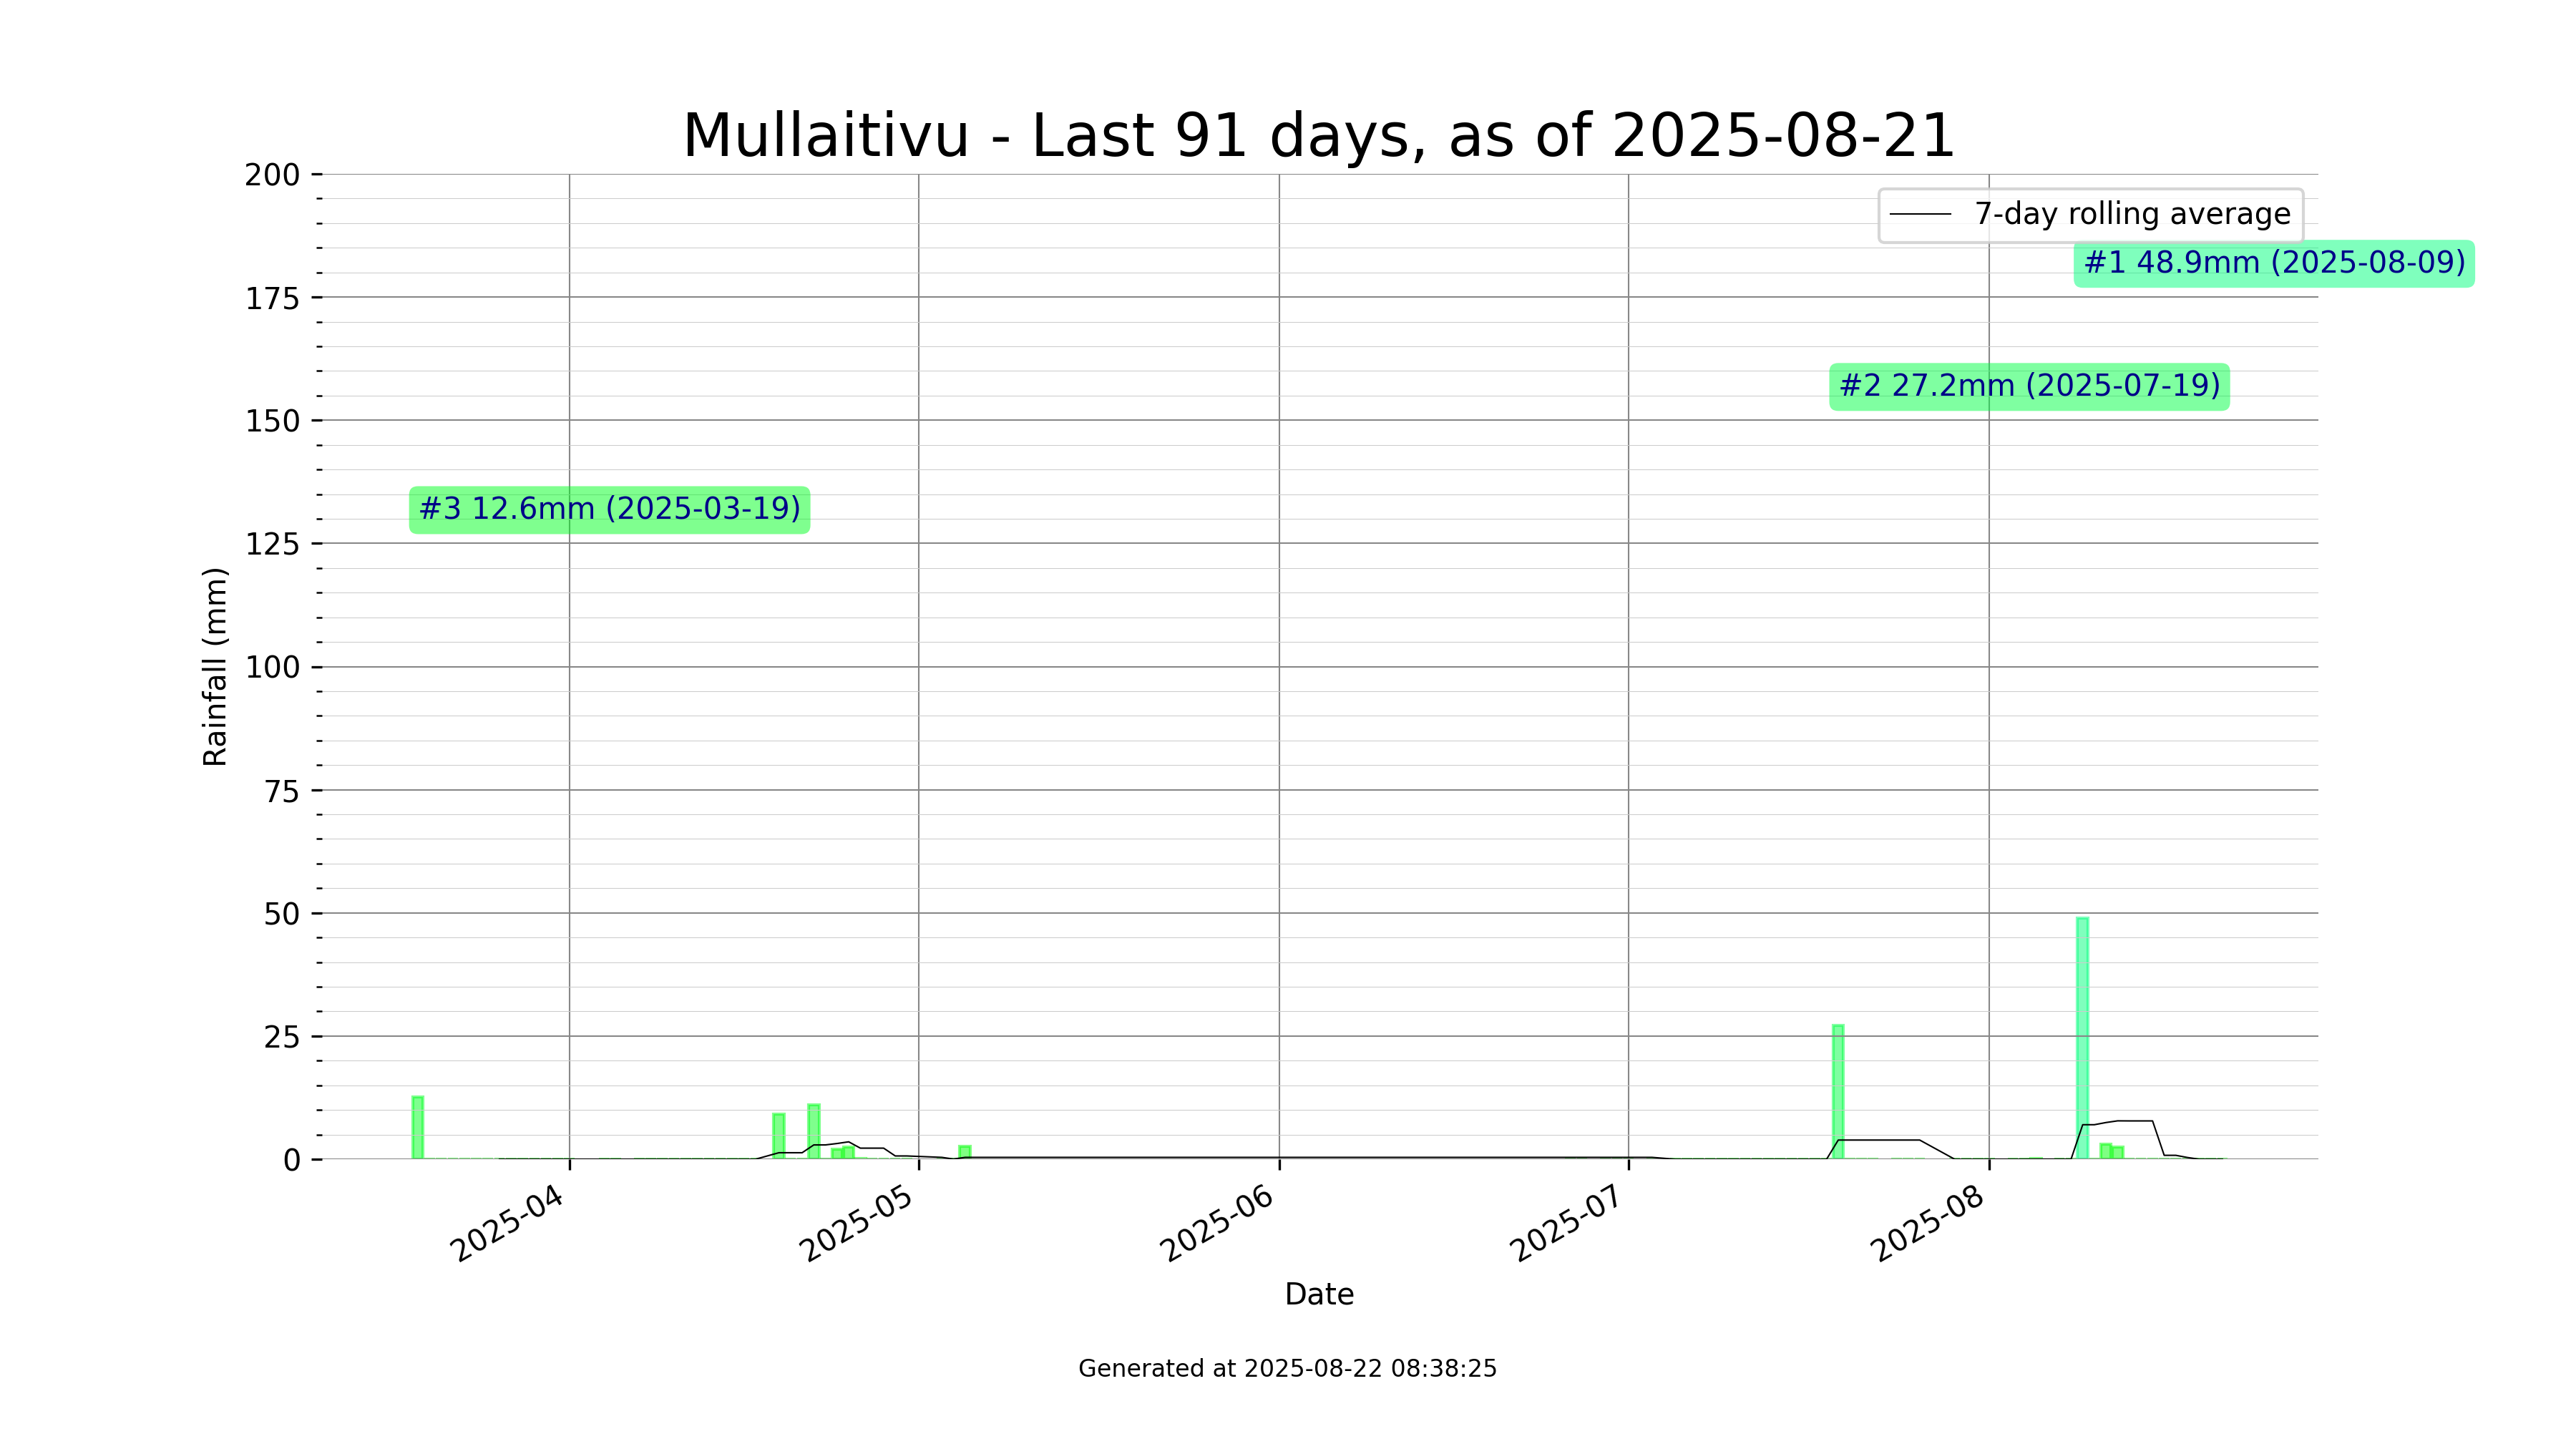 Mullaitivu - Last 91 days, as of 2025-08-21
7-day rolling average
#1 48.9mm (2025-08-09)
#2 27.2mm (2025-07-19)
#3 12.6mm (2025-03-19)
Rainfall (mm)
200
175
150
125
100
75
50
25
0
2025-04
2025-05
2025-06
2025-07
2025-08
Date
Generated at 2025-08-22 08:38:25